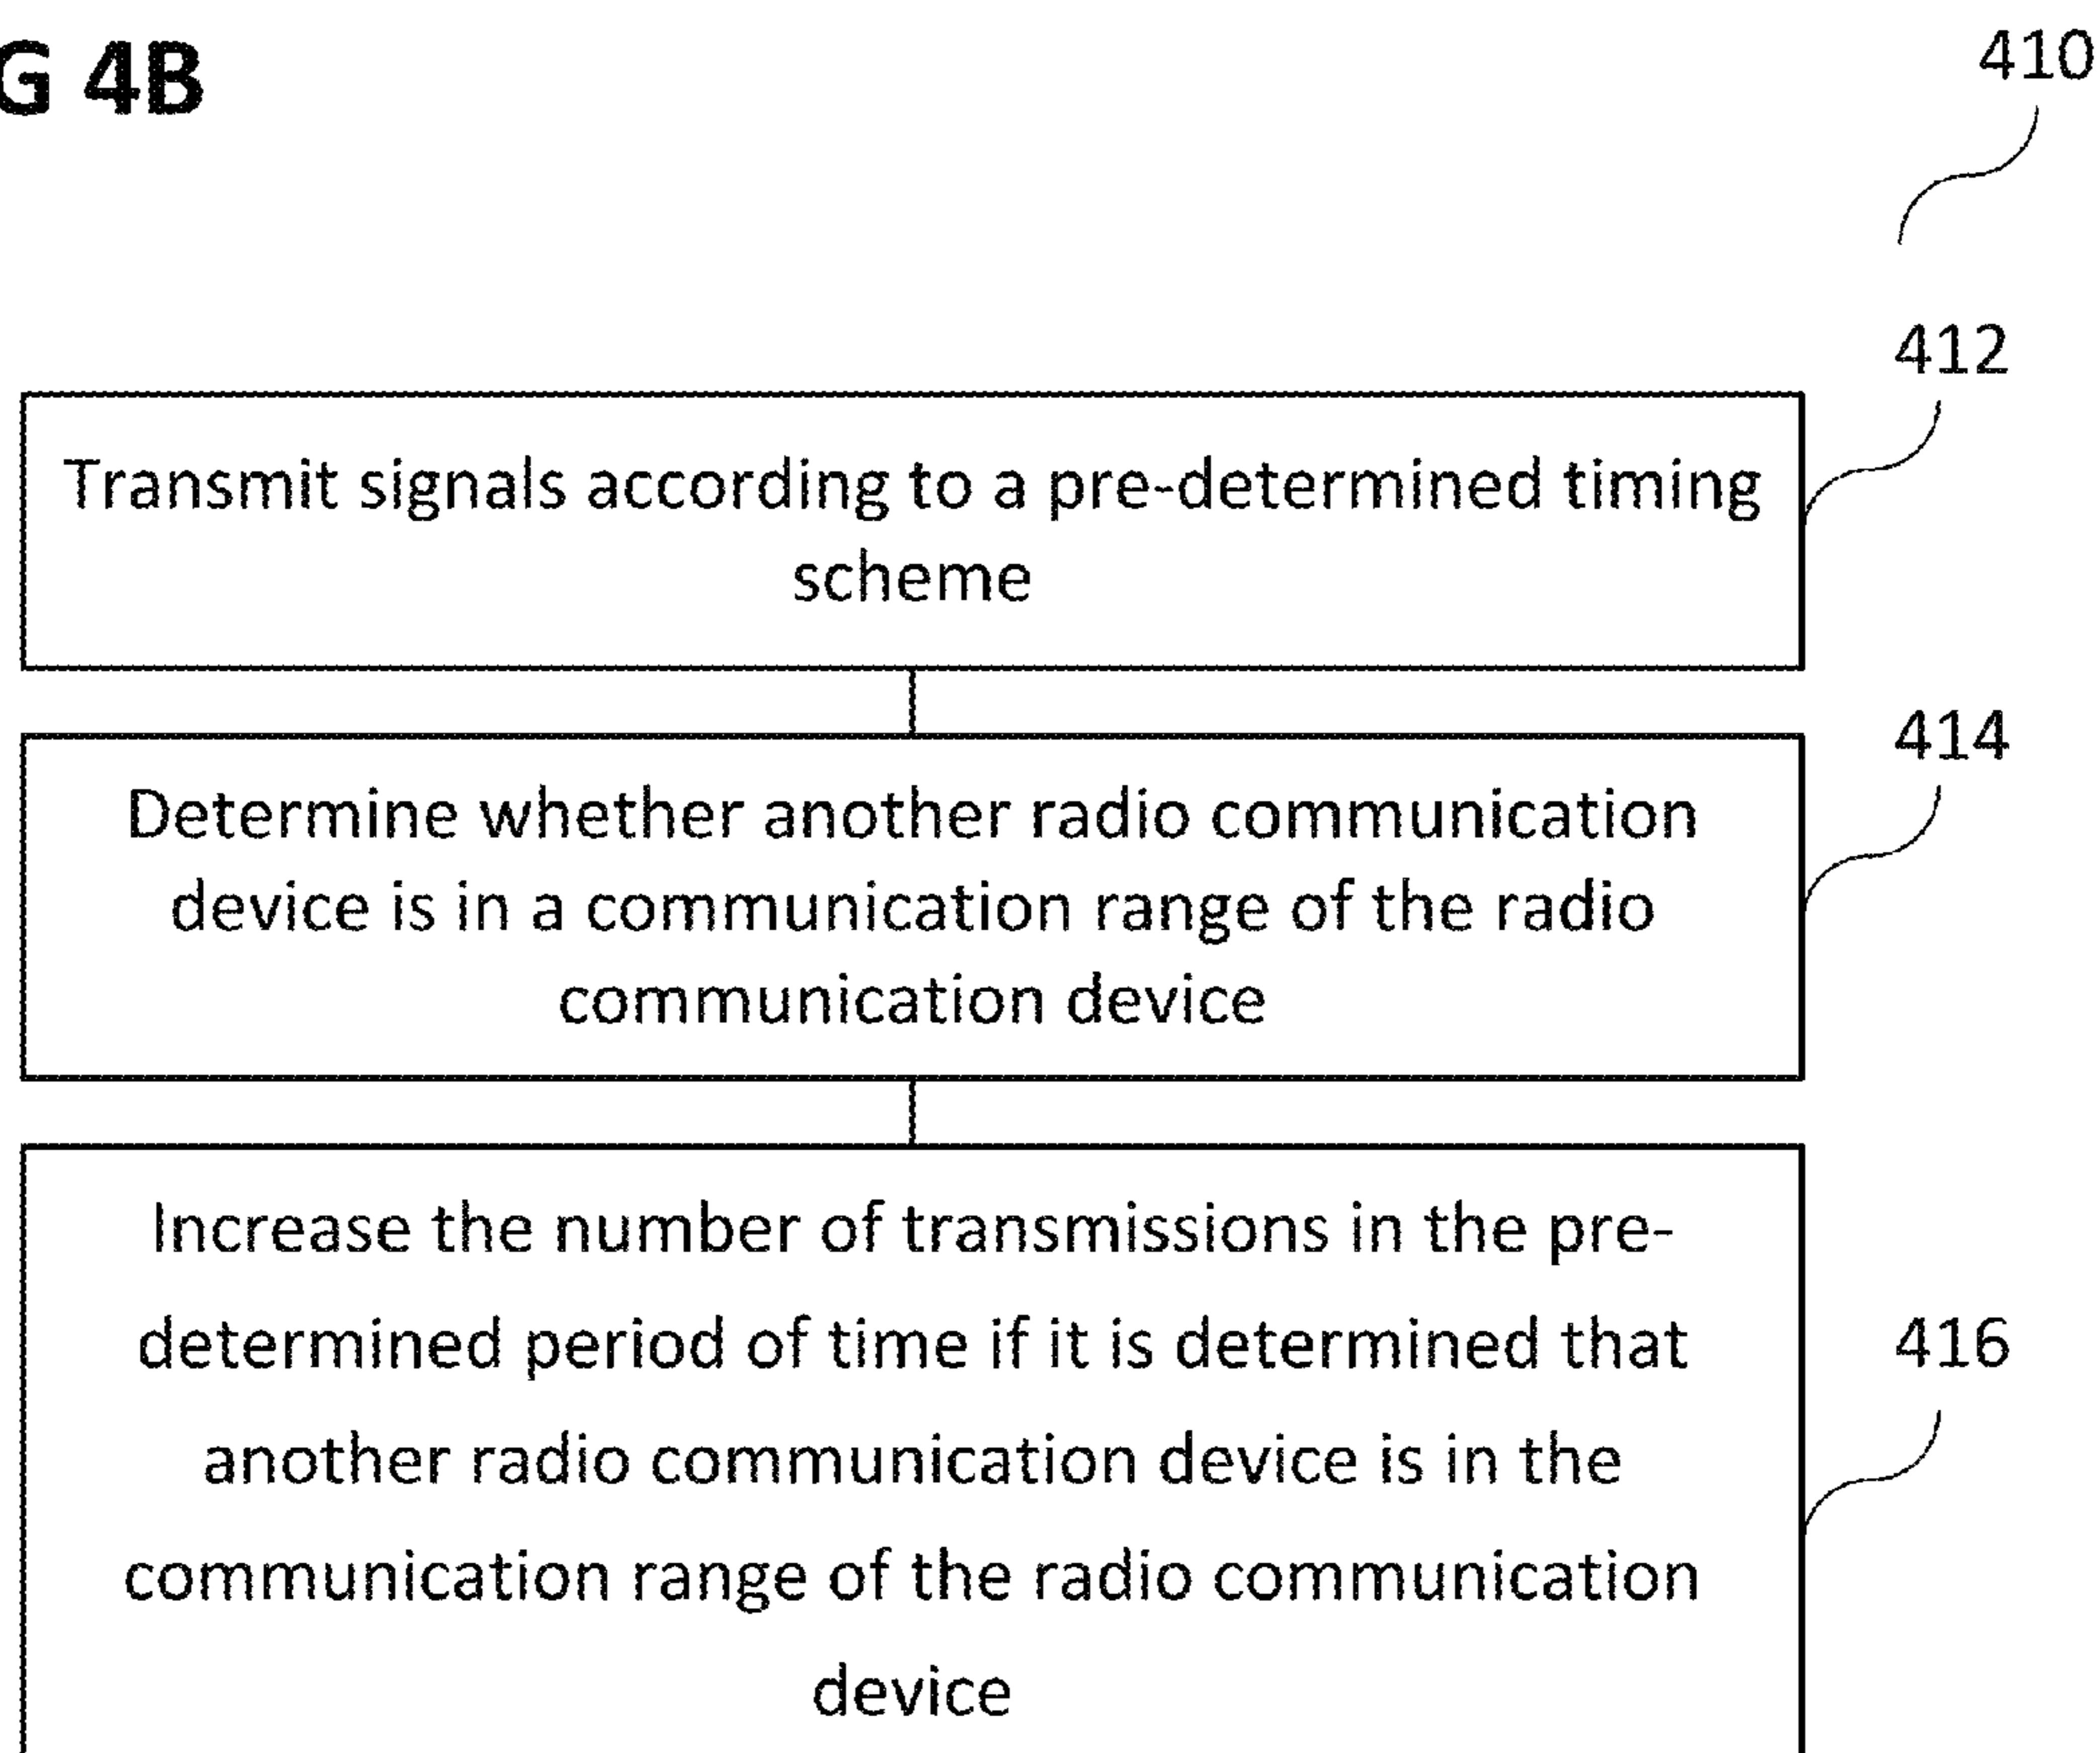 G 4B
410
412
Transmit signals according to a pre-determined timing
scheme
414
Determine whether another radio communication
device is in a communication range of the radio
communication device
Increase the number of transmissions in the pre-
determined period of time if it is determined that
416
another radio communication device is in the
communication range of the radio communication
device